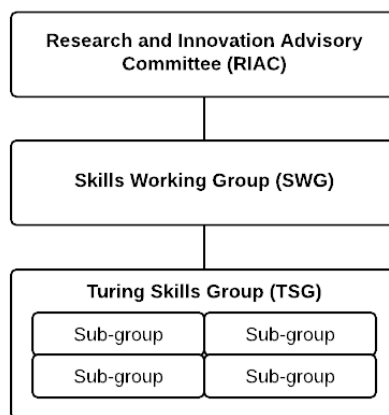 Research and Innovation Advisory
Committee (RIAC)
Skills Working Group (SWG)
Turing Skills Group (TSG)
Sub-group
Sub-group
Sub-group
Sub-group